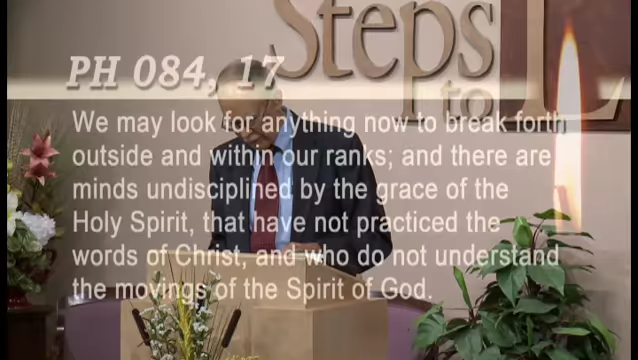 Steps
to L
PH 084, 17
We may look for anything now to break forth
outside and within our ranks; and there are
minds undisciplined by the grace of the
Holy Spirit, that have not practiced the
words of Christ, and who do not understand
the movings of the Spirit of God.